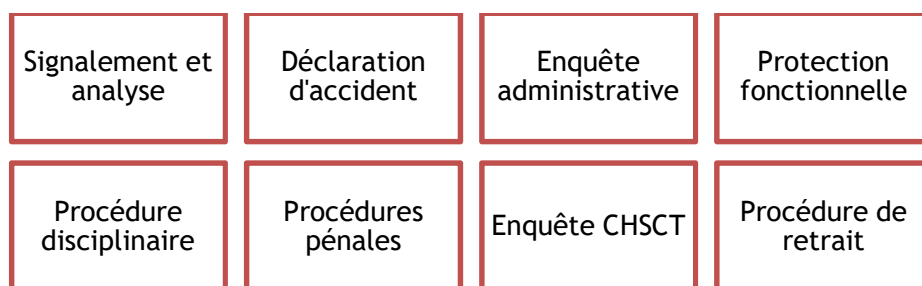 Signalement et
analyse
Déclaration
d'accident
Enquête
administrative
Protection
fonctionnelle
Procédure
disciplinaire
Procédures
pénales
Enquête CHSCT
Procédure de
retrait